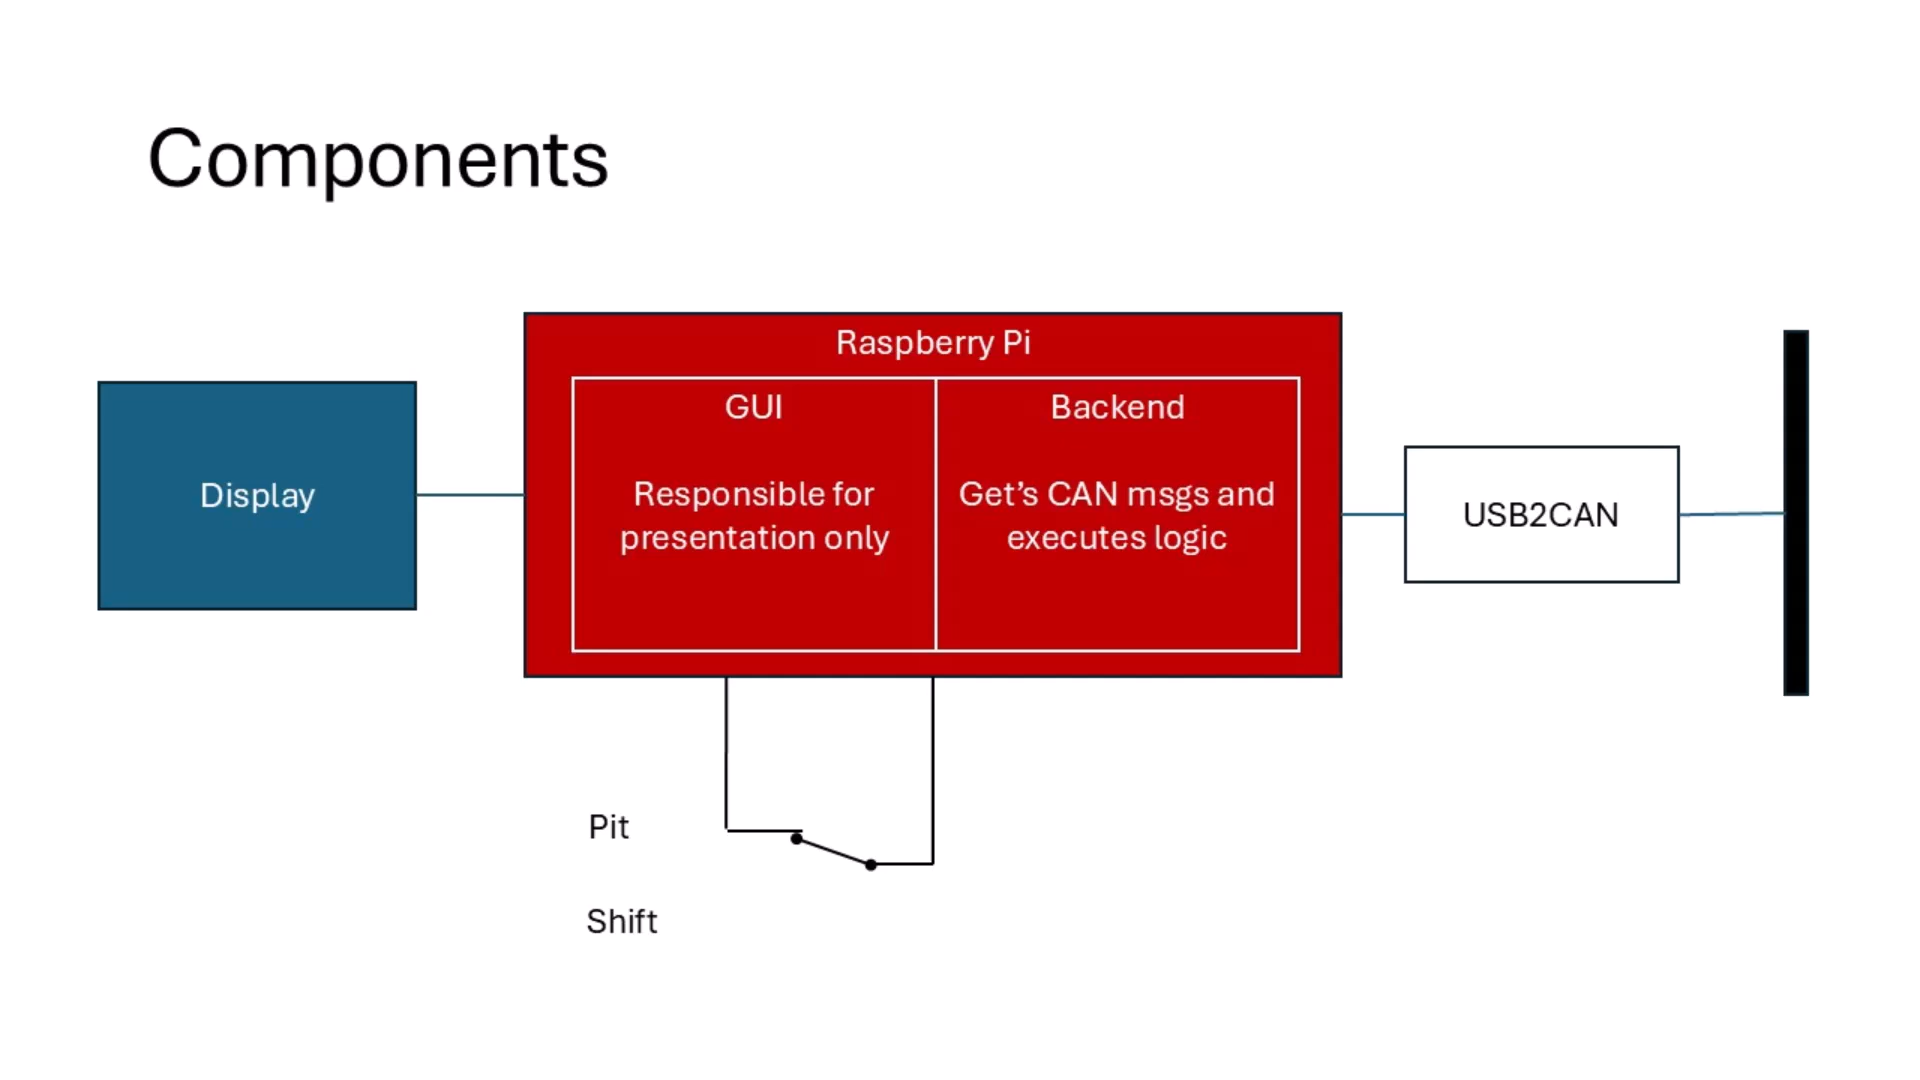 Components
Raspberry Pi
Display
GUI
Responsible for
presentation only
Backend
Get’s CAN msgs and
executes logic
USB2CAN
Pit
Shift